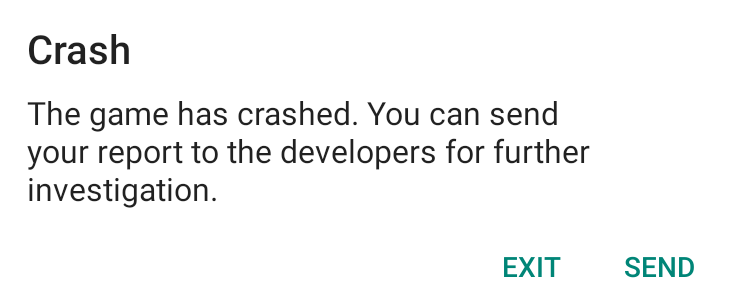 Crash
The game has crashed. You can send
your report to the developers for further
investigation.
EXIT SEND